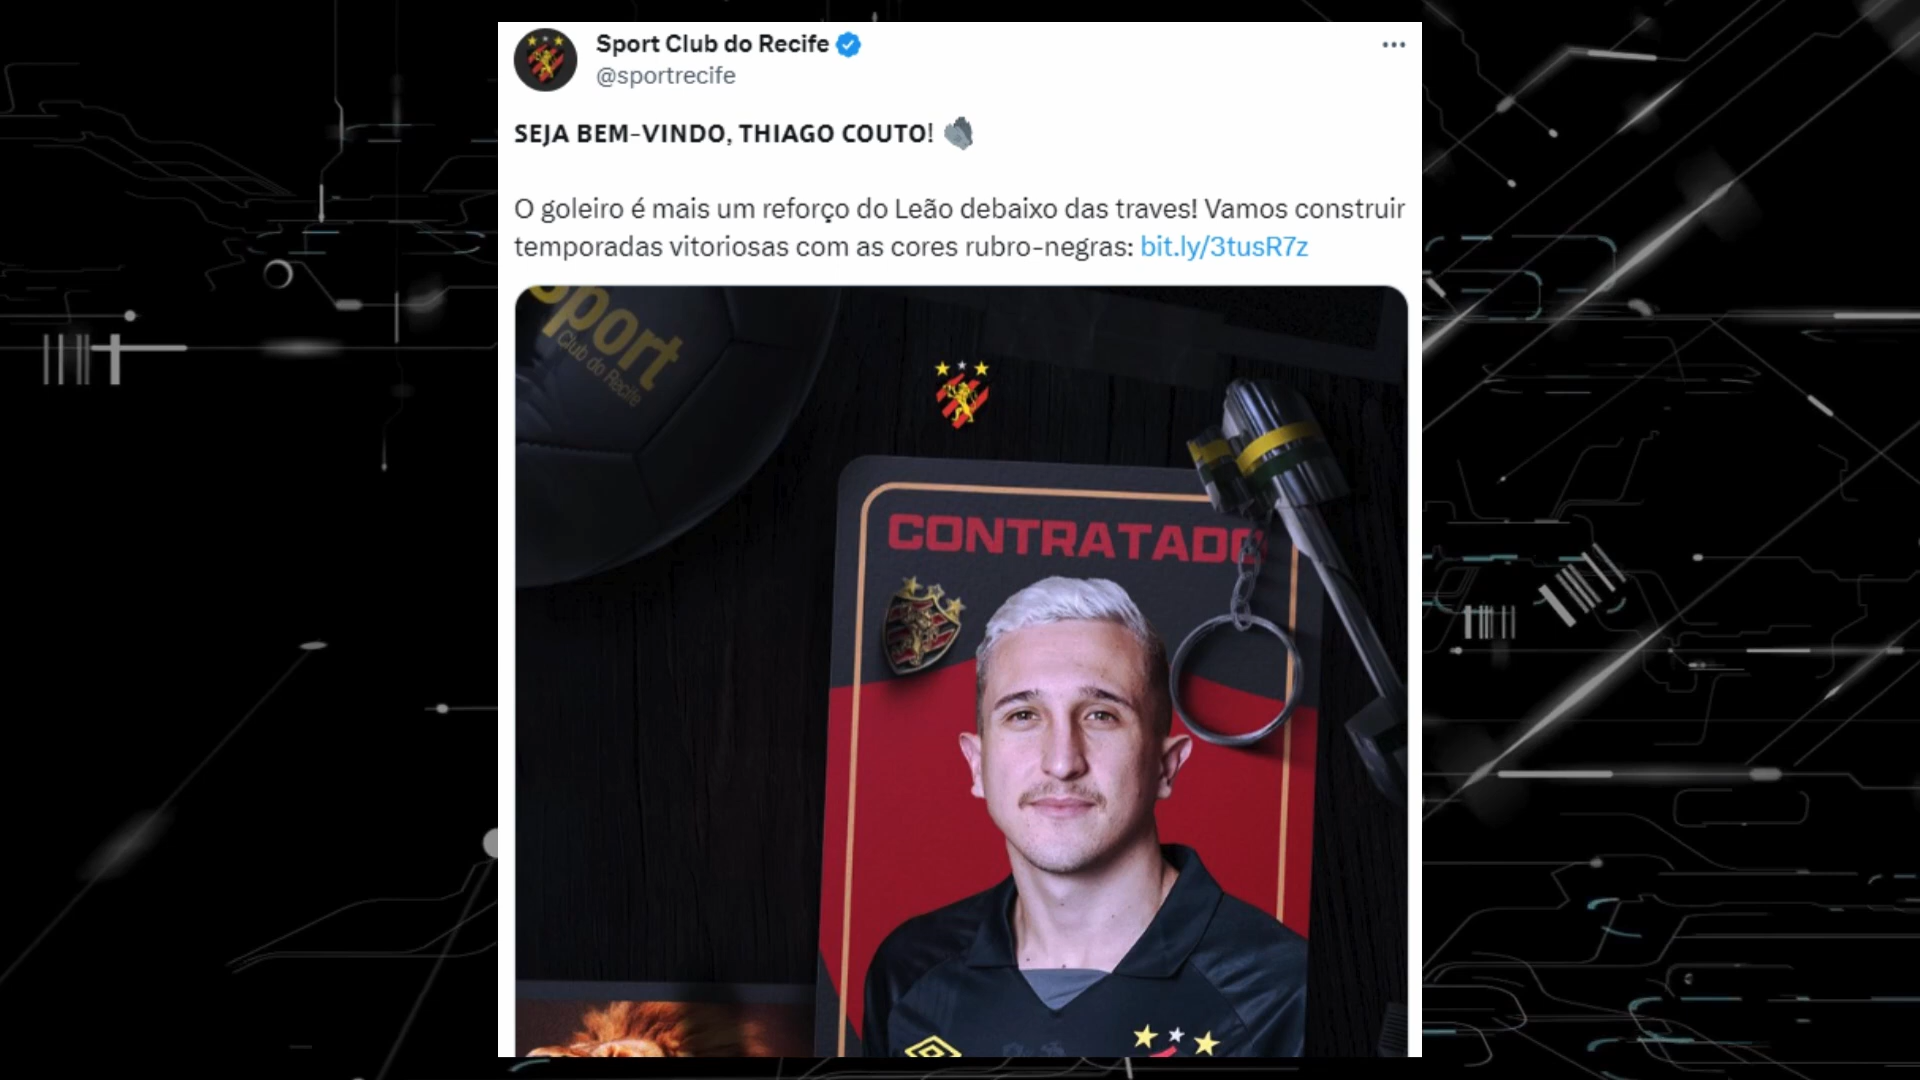 Sport Club do Recife
@sportrecife
SEJA BEM-VINDO, THIAGO COUTO!
O goleiro é mais um reforço do Leão debaixo das traves! Vamos construir
temporadas vitoriosas com as cores rubro-negras: bit.ly/3tusR7z
Sport
Club do Recife
CONTRATADO